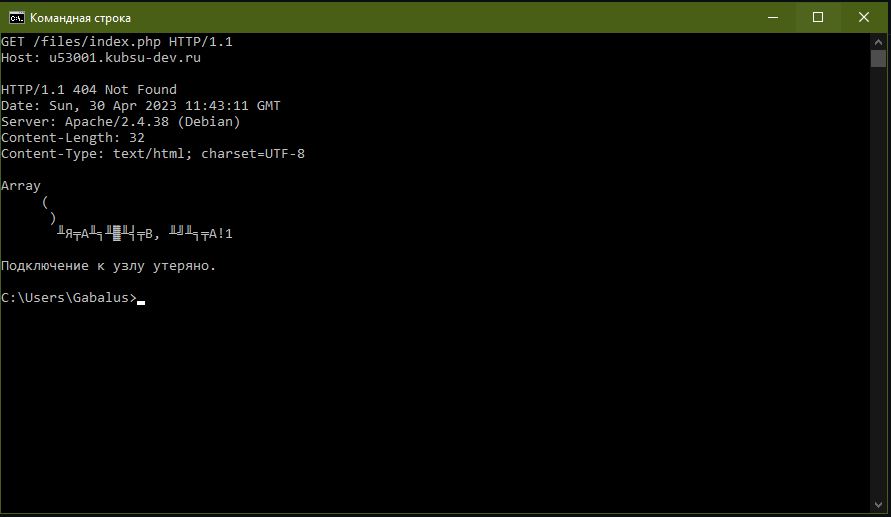 Командная строка
GET /files/index.php HTTP/1.1
Host: u53001.kubsu-dev.ru
HTTP/1.1 404 Not Found
Date: Sun, 30 Apr 2023 11:43:11 GMT
Server: Apache/2.4.38 (Debian)
Content-Length: 32
Content-Type: text/html; charset=UTF-8
Array
(
)
Подключение к узлу утеряно.
C:\Users\Gabalus>